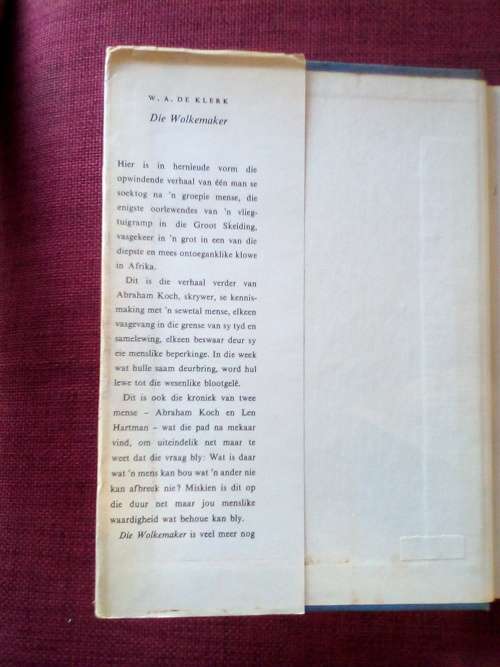 W. A. DE KLERK
Die Wolkemaker
Hier is in hernieude vorm die
opwindende verhaal van één man se
soektog na 'n groepie mense, die
enigste oorlewendes van 'n vlieg-
tuigramp in die Groot Skeiding,
vasgekeer in 'n grot in een van die
diepste en mees ontoeganklike klowe
in Afrika.
Dit is die verhaal verder van
Abraham Koch, skrywer, se kennis-
making met 'n sewetal mense, elkeen
vasgevang in die grense van sy tyd en
samelewing, elkeen beswaar deur sy
eie menslike beperkinge. In die week
wat hulle saam deurbring, word hul
lewe tot die wesenlike blootgelê.
Dit is ook die kroniek van twee
mense – Abraham Koch en Len
Hartman – wat die pad na mekaar
vind, om uiteindelik net maar te
weet dat die vraag bly: Wat is daar
wat 'n mens kan bou wat 'n ander nie
kan afbreek nie? Miskien is dit op
die duur net maar jou menslike
waardigheid wat behoue kan bly.
Die Wolkemaker is veel meer nog